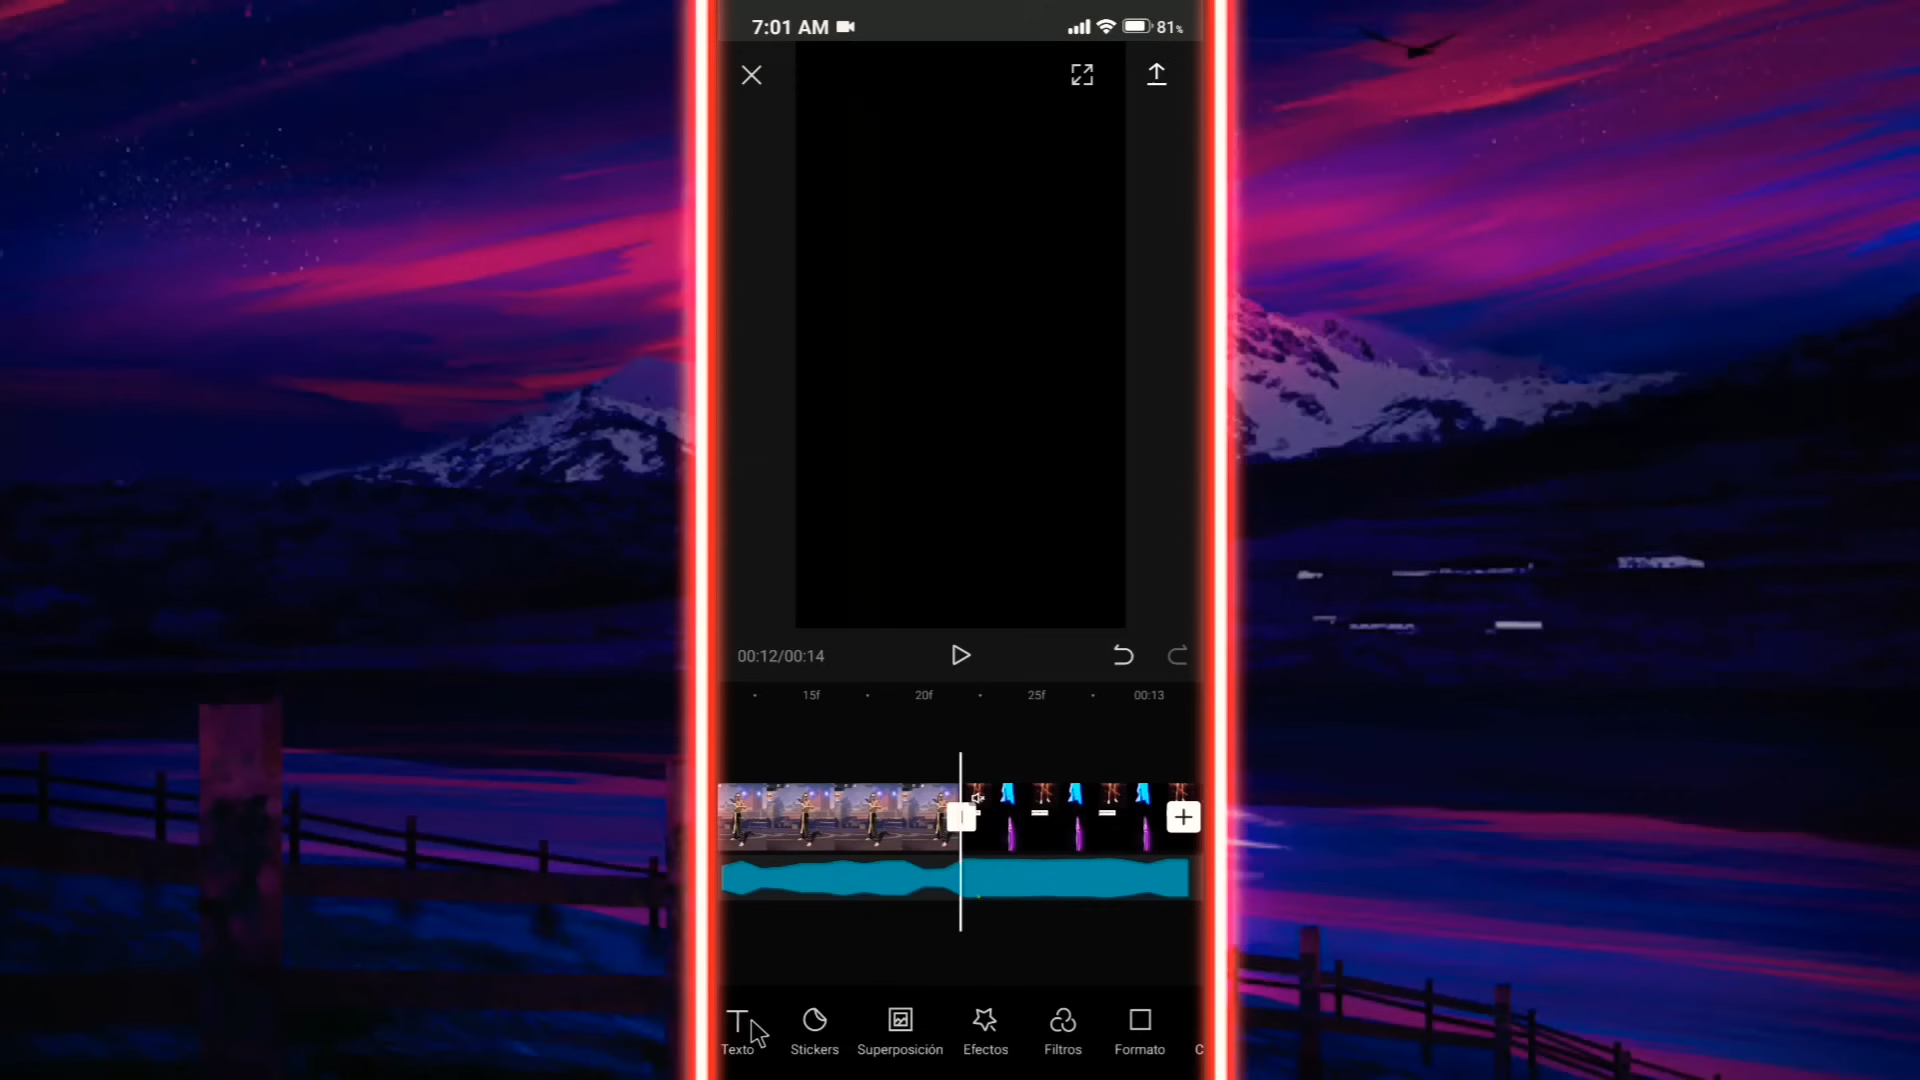 7:01 AM 81%
00:12/00:14
15f 20f 25f 00:13
Texto Stickers Superposición Efectos Filtros Formato C